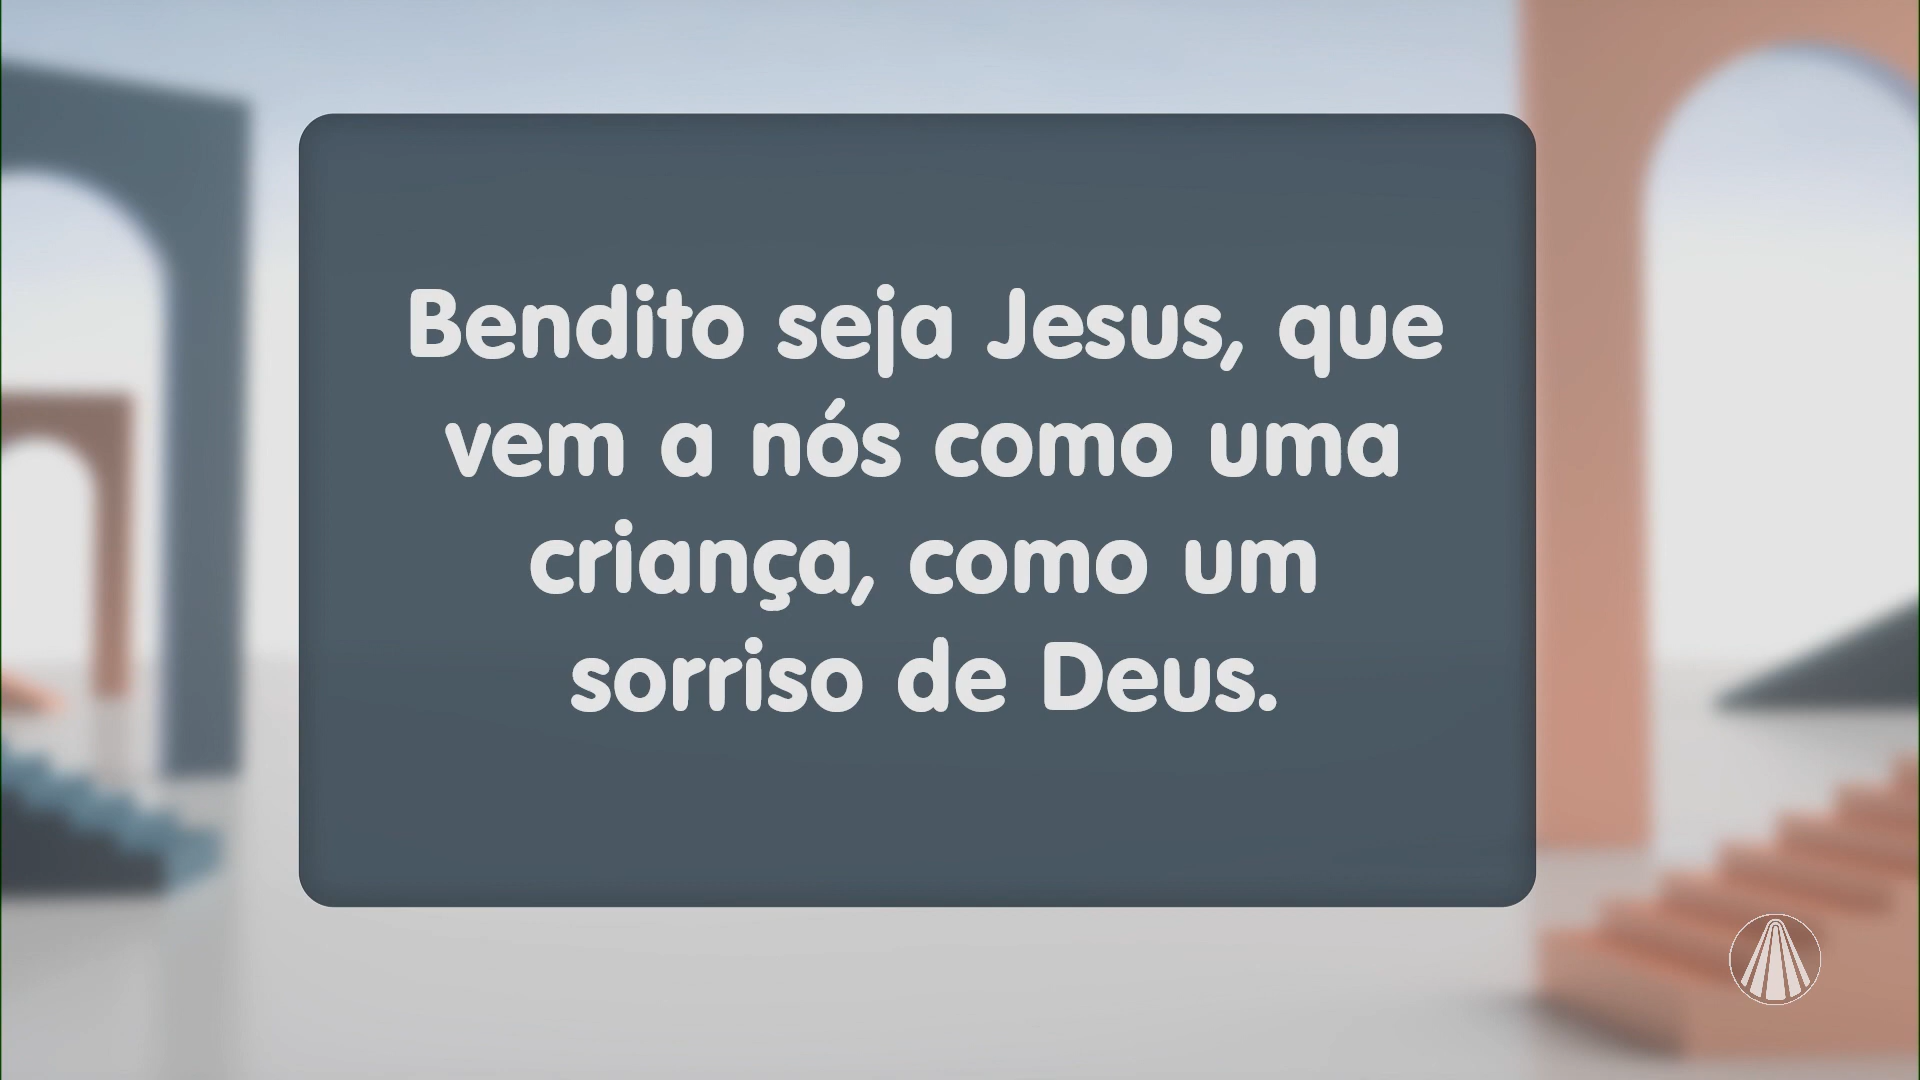 Bendito seja Jesus, que
vem a nós como uma
criança, como um
sorriso de Deus.